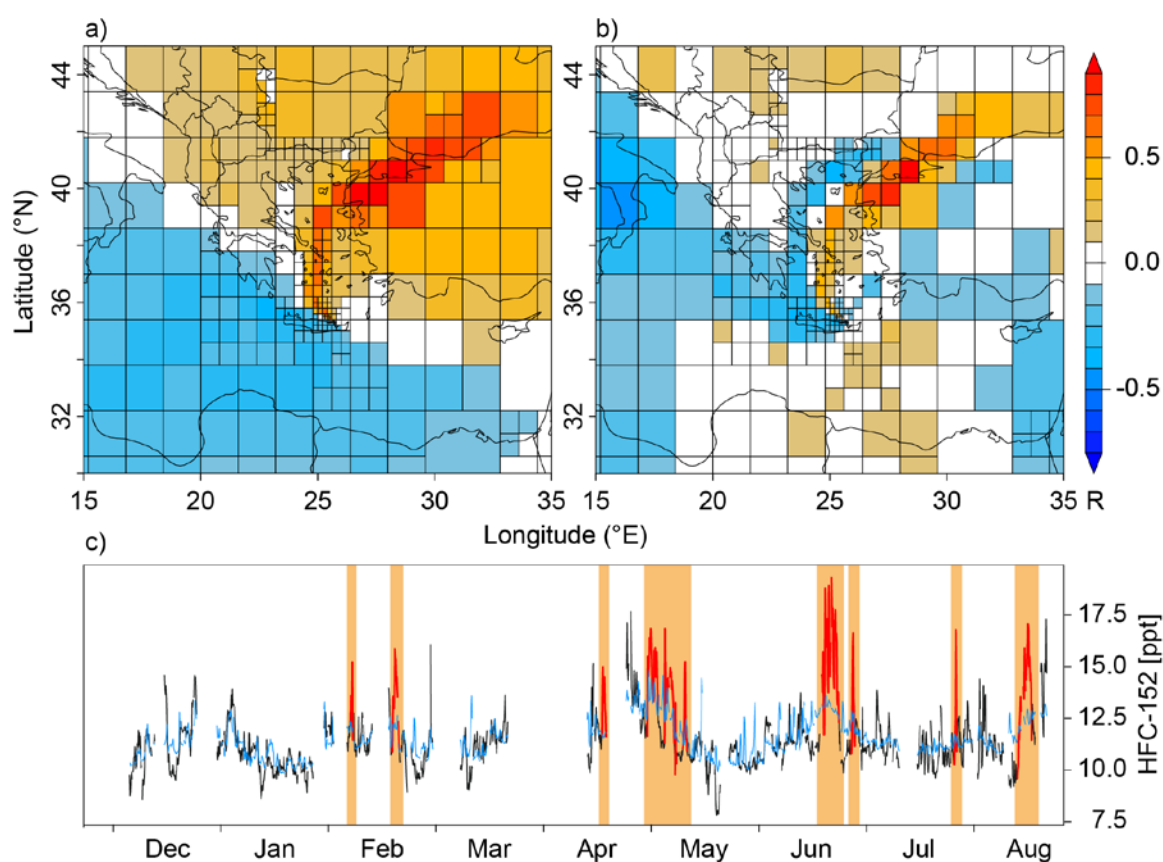 a)
b)
44
40
36
32
Latitude (°N)
15
20
25
30
35
15
20
25
30
35
0.5
0.0
-0.5
R
Longitude (°E)
c)
17.5
15.0
12.5
10.0
7.5
HFC-152 [ppt]
Dec Jan Feb Mar Apr May Jun Jul Aug